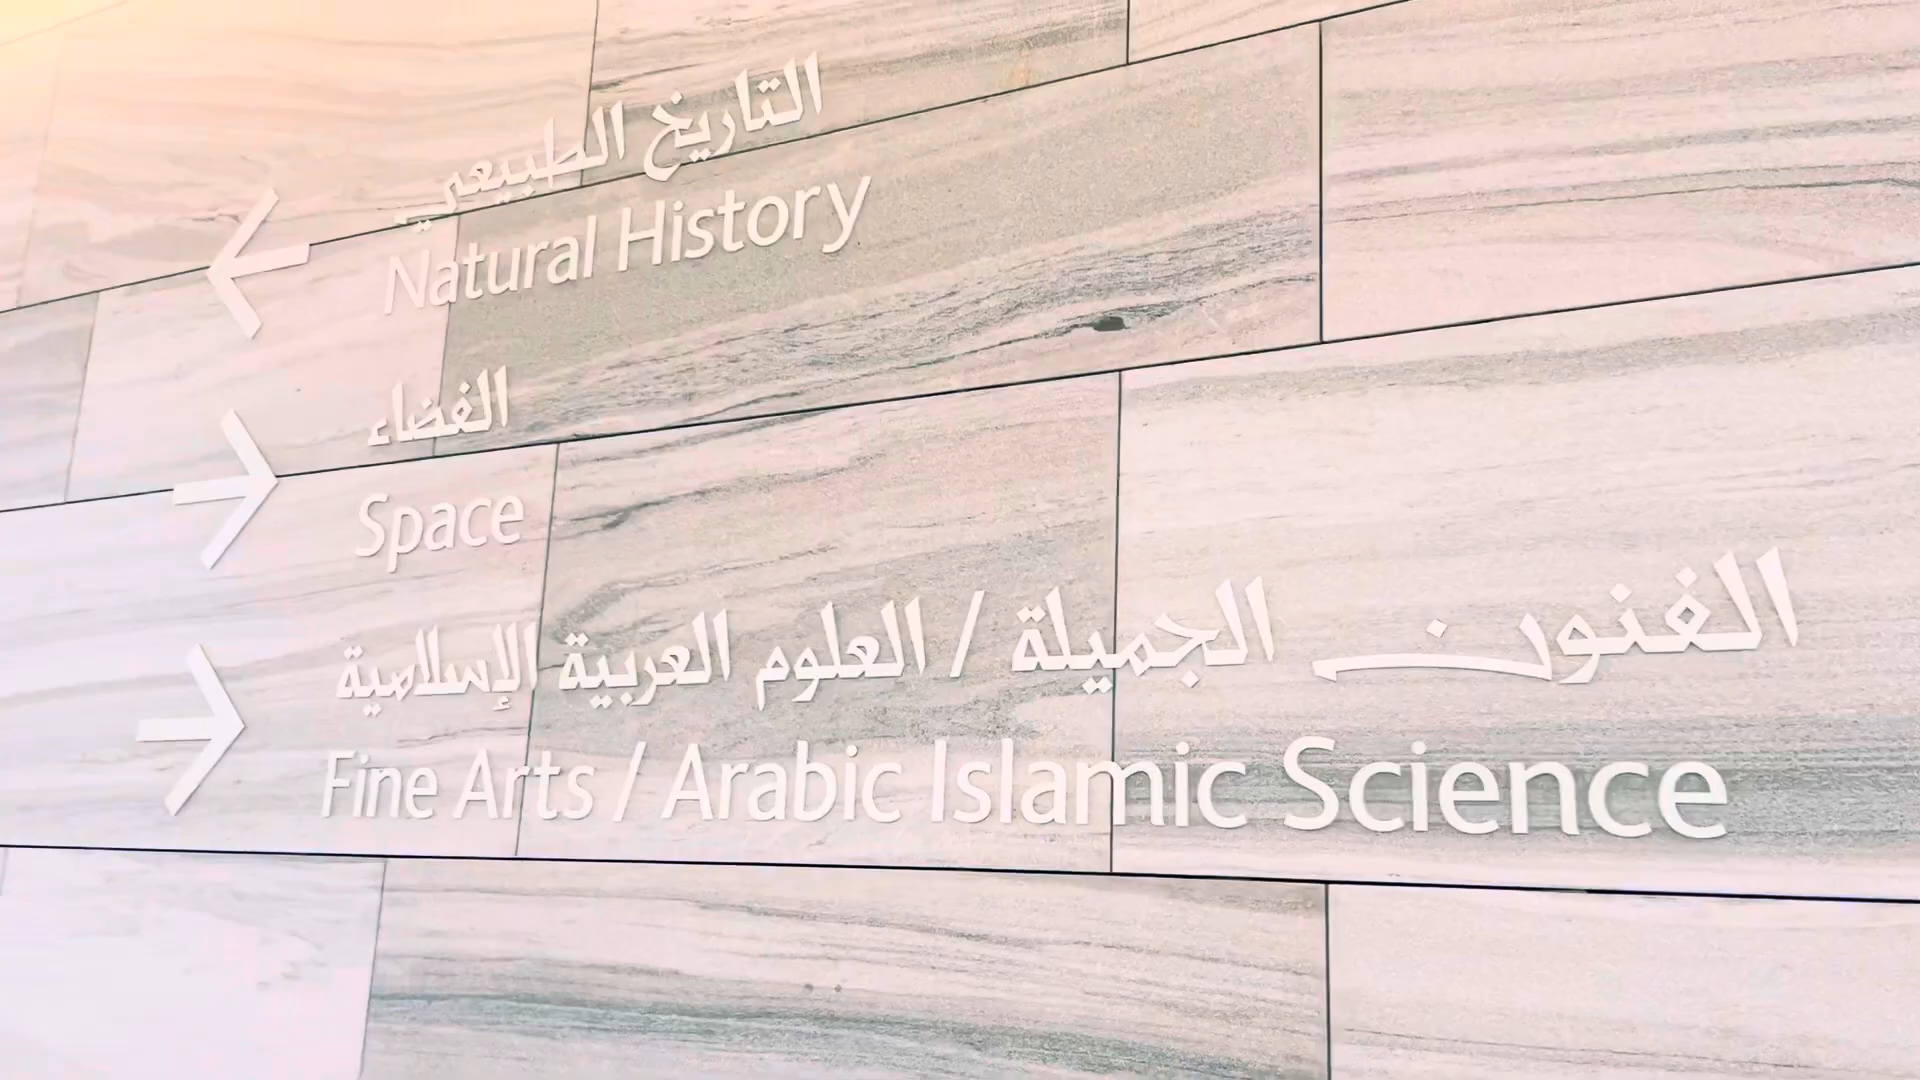 التاريخ الطبيعي
Natural History
الفضاء
Space
الفنون الجميلة / العلوم العربية الإسلامية
Fine Arts / Arabic Islamic Science